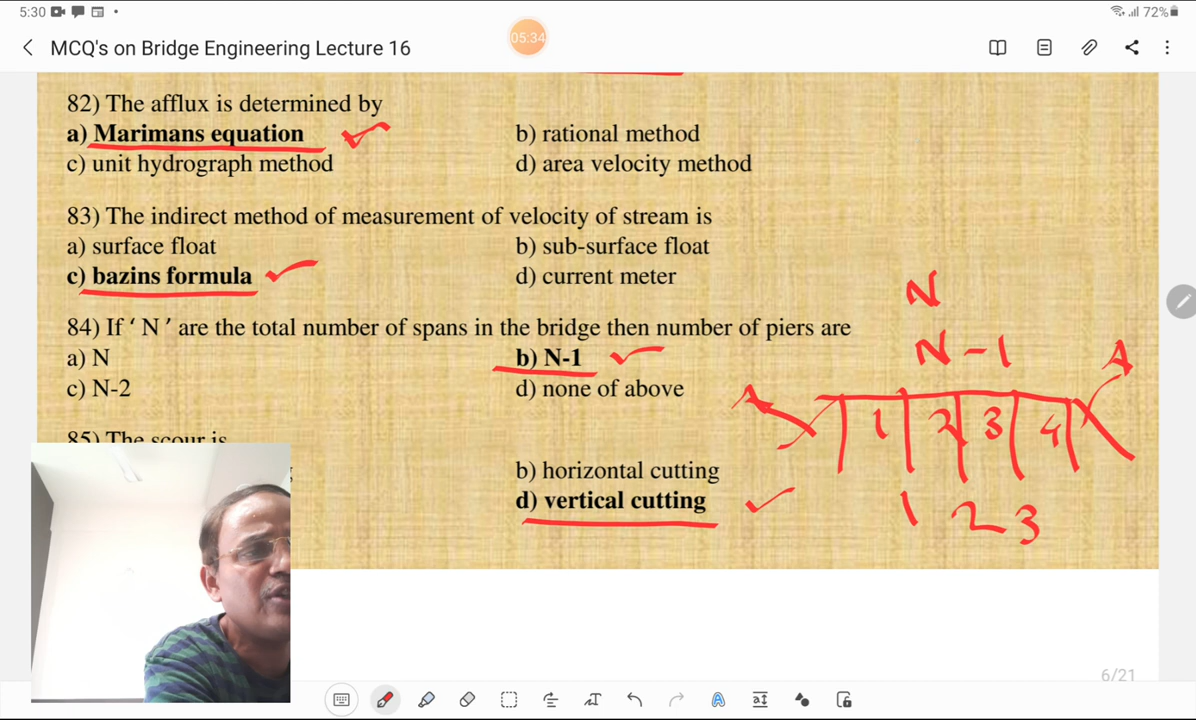 5:30
72%
05:34
MCQ's on Bridge Engineering Lecture 16
82) The afflux is determined by
a) Marimans equation b) rational method
c) unit hydrograph method d) area velocity method
83) The indirect method of measurement of velocity of stream is
a) surface float b) sub-surface float
c) bazins formula d) current meter
84) If ‘ N ’ are the total number of spans in the bridge then number of piers are
a) N b) N-1
c) N-2 d) none of above
N
N-1
A A
1 2 3 4
1 2 3
85) The scour is
b) horizontal cutting
d) vertical cutting
6/21